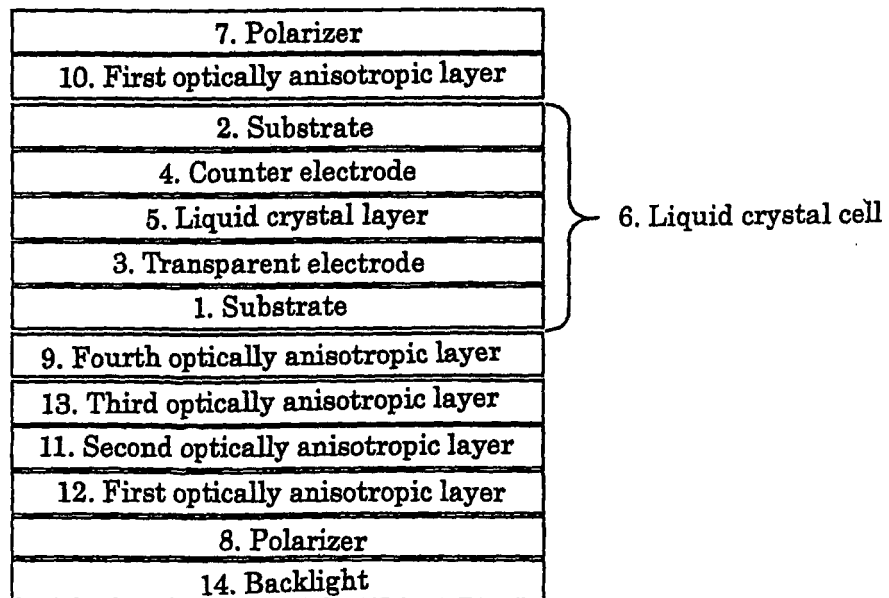 7. Polarizer
10. First optically anisotropic layer
2. Substrate
4. Counter electrode
5. Liquid crystal layer
6. Liquid crystal cell
3. Transparent electrode
1. Substrate
9. Fourth optically anisotropic layer
13. Third optically anisotropic layer
11. Second optically anisotropic layer
12. First optically anisotropic layer
8. Polarizer
14. Backlight